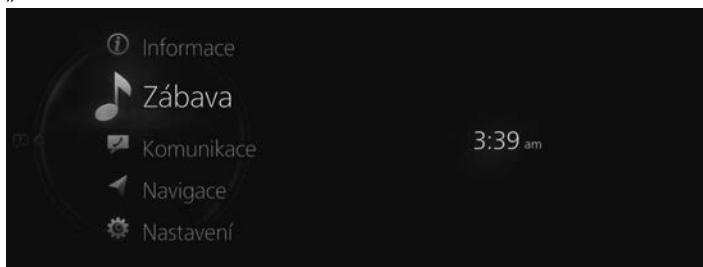 „
Informace
Zábava
Komunikace
3:39 am
Navigace
Nastavení